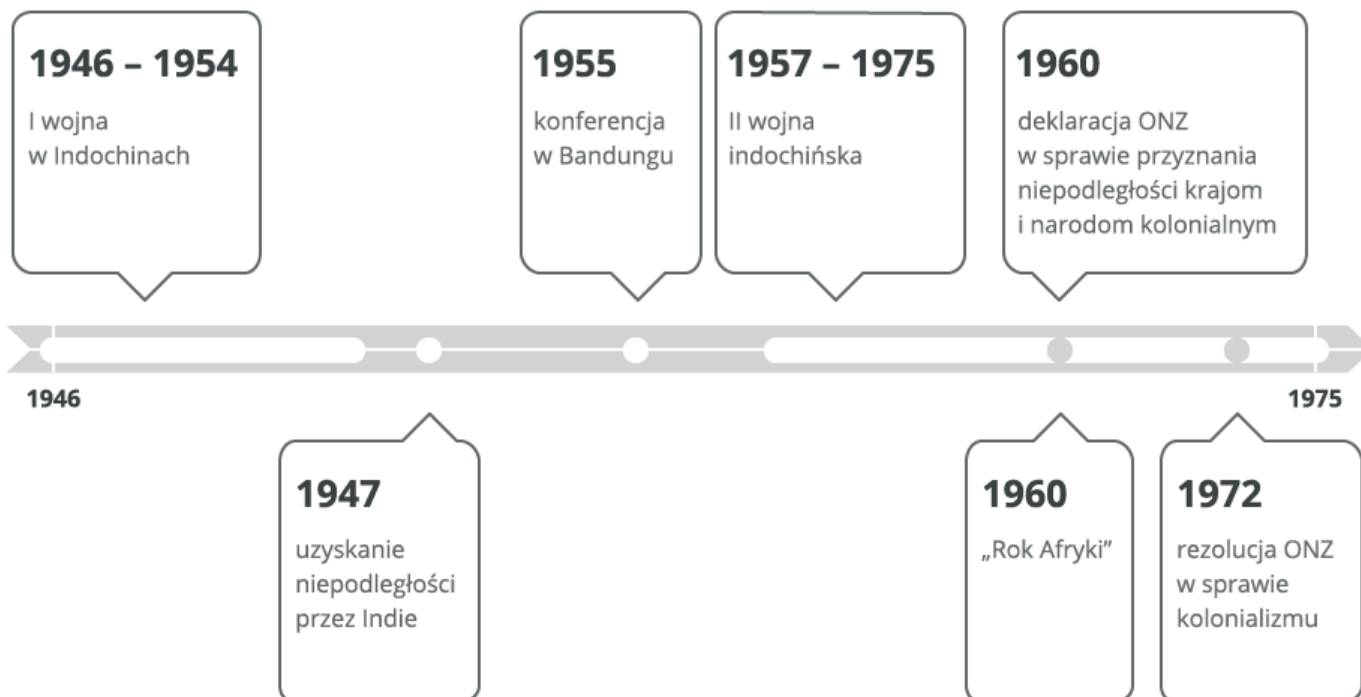 1946 – 1954
I wojna
w Indochinach
1955
konferencja
w Bandungu
1957 – 1975
II wojna
indochińska
1960
deklaracja ONZ
w sprawie przyznania
niepodległości krajom
i narodom kolonialnym
1946
1975
1947
uzyskanie
niepodległości
przez Indie
1960
„Rok Afryki”
1972
rezolucja ONZ
w sprawie
kolonializmu